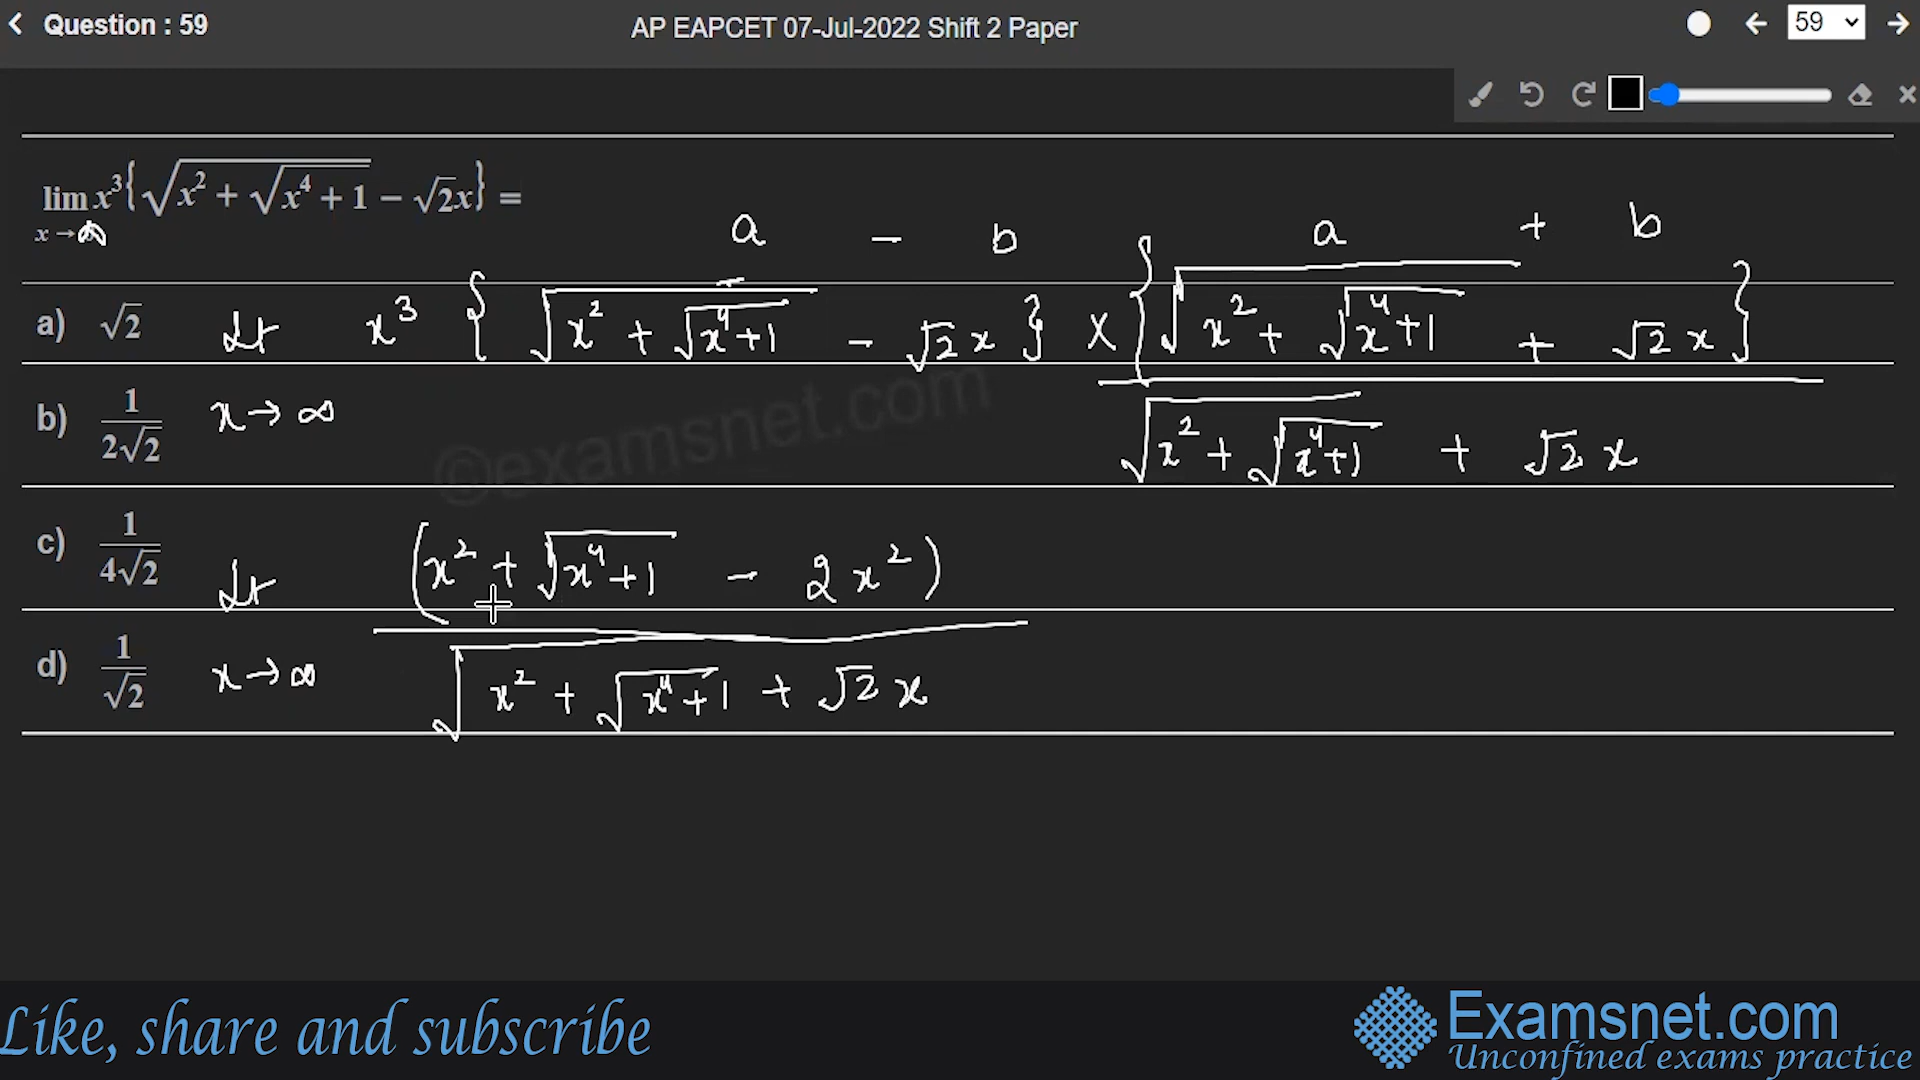 Question : 59
AP EAPCET 07-Jul-2022 Shift 2 Paper
59
lim x→∞ x³{√(x² + √(x⁴ + 1)) − √2x} =
a − b a + b
a) √2
Lt x→∞ x³ { √(x² + √(x⁴+1)) − √2 x } × { √(x² + √(x⁴+1)) + √2 x } / √(x² + √(x⁴+1)) + √2 x
b) 1/(2√2)
©examsnet.com
c) 1/(4√2)
Lt x→∞ (x² + √(x⁴+1) − 2x²) / √(x² + √(x⁴+1) + √2 x)
d) 1/√2
Like, share and subscribe
Examsnet.com
Unconfined exams practice